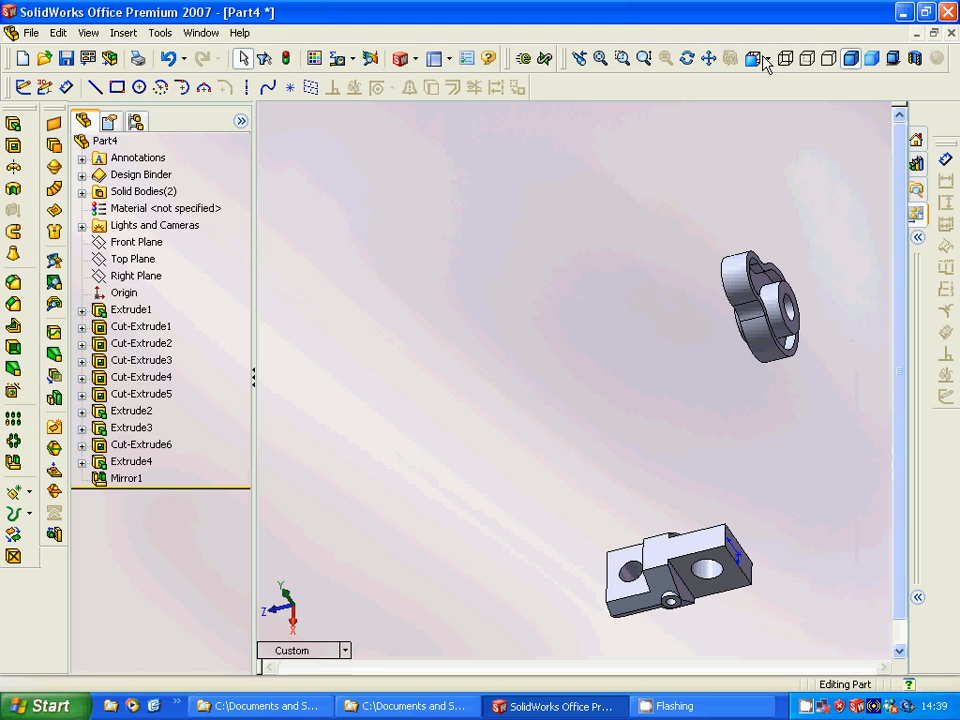 SolidWorks Office Premium 2007 - [Part4 *]
File Edit View Insert Tools Window Help
Part4
Annotations
Design Binder
Solid Bodies(2)
Material <not specified>
Lights and Cameras
Front Plane
Top Plane
Right Plane
Origin
Extrude1
Cut-Extrude1
Cut-Extrude2
Cut-Extrude3
Cut-Extrude4
Cut-Extrude5
Extrude2
Extrude3
Cut-Extrude6
Extrude4
Mirror1
Y
Z
X
Custom
Editing Part
Start
C:\Documents and S...
C:\Documents and S...
SolidWorks Office Pr...
Flashing
14:39